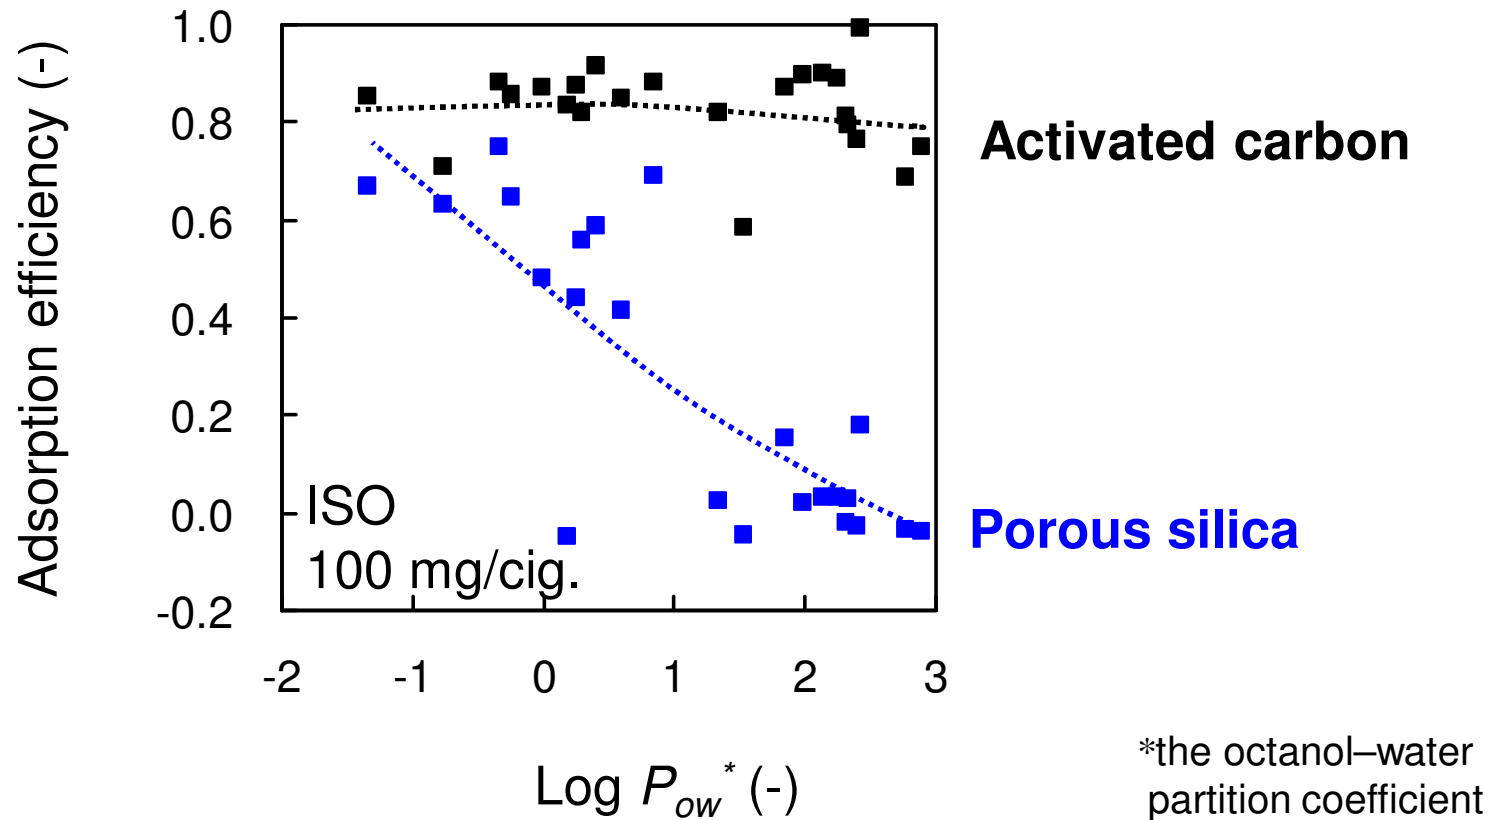 Adsorption efficiency (-)
1.0
0.8
0.6
0.4
0.2
0.0
-0.2
ISO
100 mg/cig.
-2 -1 0 1 2 3
Log Pow* (-)
Activated carbon
Porous silica
*the octanol–water
partition coefficient